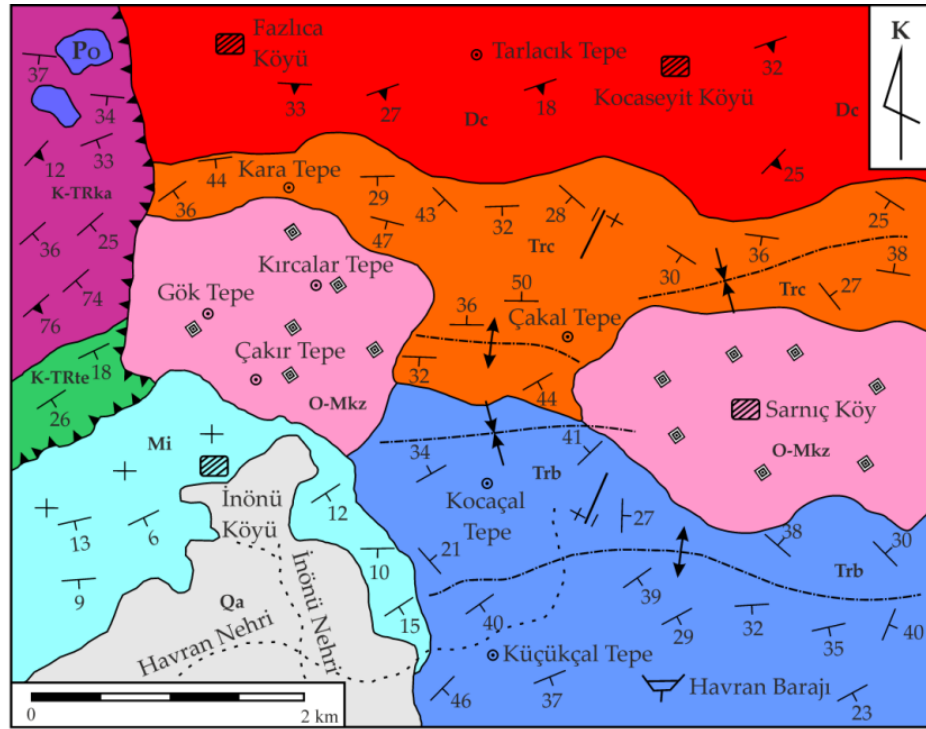 K
Fazlıca
Köyü
Tarlacık Tepe
Kocaseyit Köyü
32
Po
37
34
33
12
K-TRka
36
25
74
76
K-TRte
18
26
33
27
18
Dc
Dc
25
44
Kara Tepe
36
29
43
32
28
47
Trc
30
36
25
38
27
Trc
Kırcalar Tepe
Gök Tepe
Çakır Tepe
O-Mkz
36
50
Çakal Tepe
32
44
Sarnıç Köy
O-Mkz
Mi
İnönü
Köyü
12
13
6
9
10
15
Qa
Havran Nehri
İnönü Nehri
41
34
Trb
Kocaçal
Tepe
27
21
38
30
Trb
39
40
29
32
35
40
Küçükçal Tepe
46
37
Havran Barajı
23
0
2 km